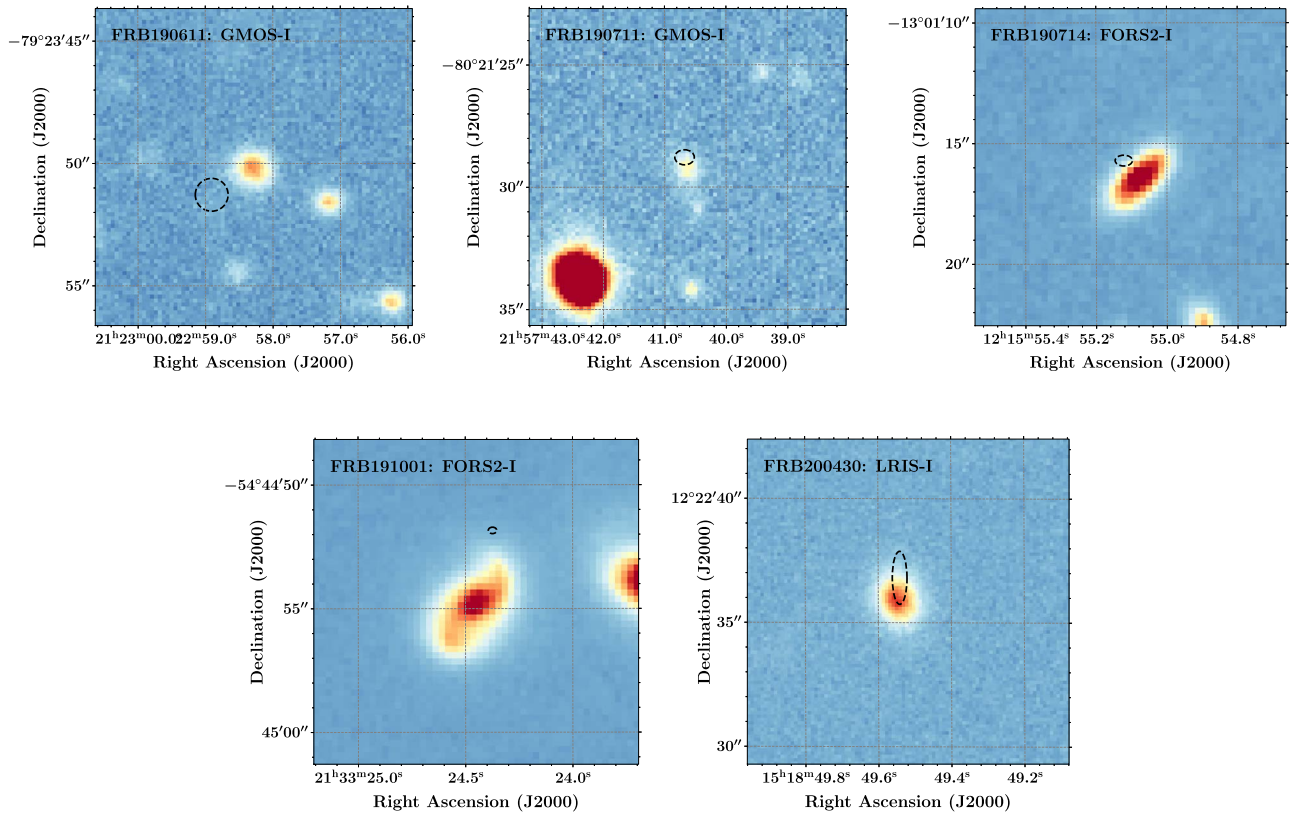 FRB190611: GMOS-I
−79°23′45″
50″
55″
Declination (J2000)
21ʰ23ᵐ00.0ˢ 22ᵐ59.0ˢ 58.0ˢ 57.0ˢ 56.0ˢ
Right Ascension (J2000)
FRB190711: GMOS-I
−80°21′25″
30″
35″
Declination (J2000)
21ʰ57ᵐ43.0ˢ 42.0ˢ 41.0ˢ 40.0ˢ 39.0ˢ
Right Ascension (J2000)
FRB190714: FORS2-I
−13°01′10″
15″
20″
Declination (J2000)
12ʰ15ᵐ55.4ˢ 55.2ˢ 55.0ˢ 54.8ˢ
Right Ascension (J2000)
FRB191001: FORS2-I
−54°44′50″
55″
45′00″
Declination (J2000)
21ʰ33ᵐ25.0ˢ 24.5ˢ 24.0ˢ
Right Ascension (J2000)
FRB200430: LRIS-I
12°22′40″
35″
30″
Declination (J2000)
15ʰ18ᵐ49.8ˢ 49.6ˢ 49.4ˢ 49.2ˢ
Right Ascension (J2000)